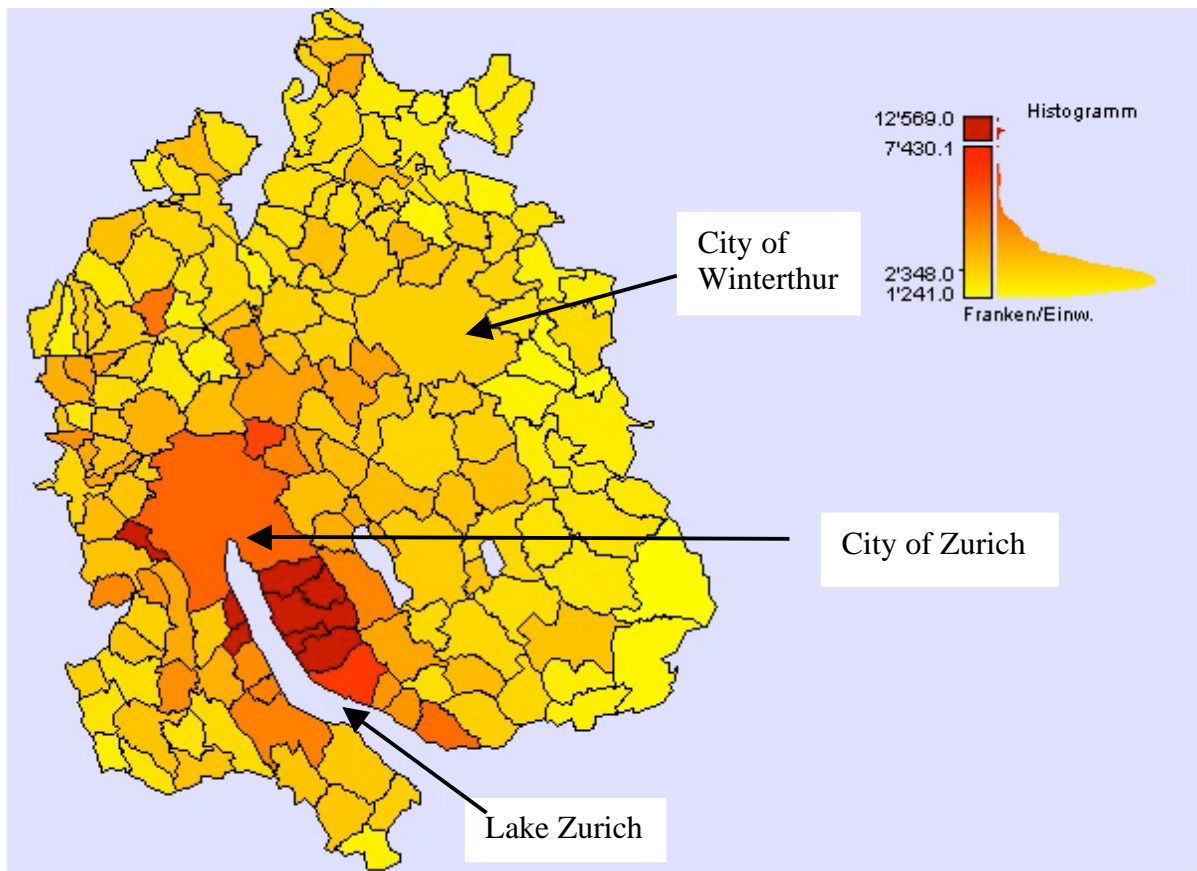 12'569.0
Histogramm
7'430.1
2'348.0
1'241.0
Franken/Einw.
City of
Winterthur
City of Zurich
Lake Zurich